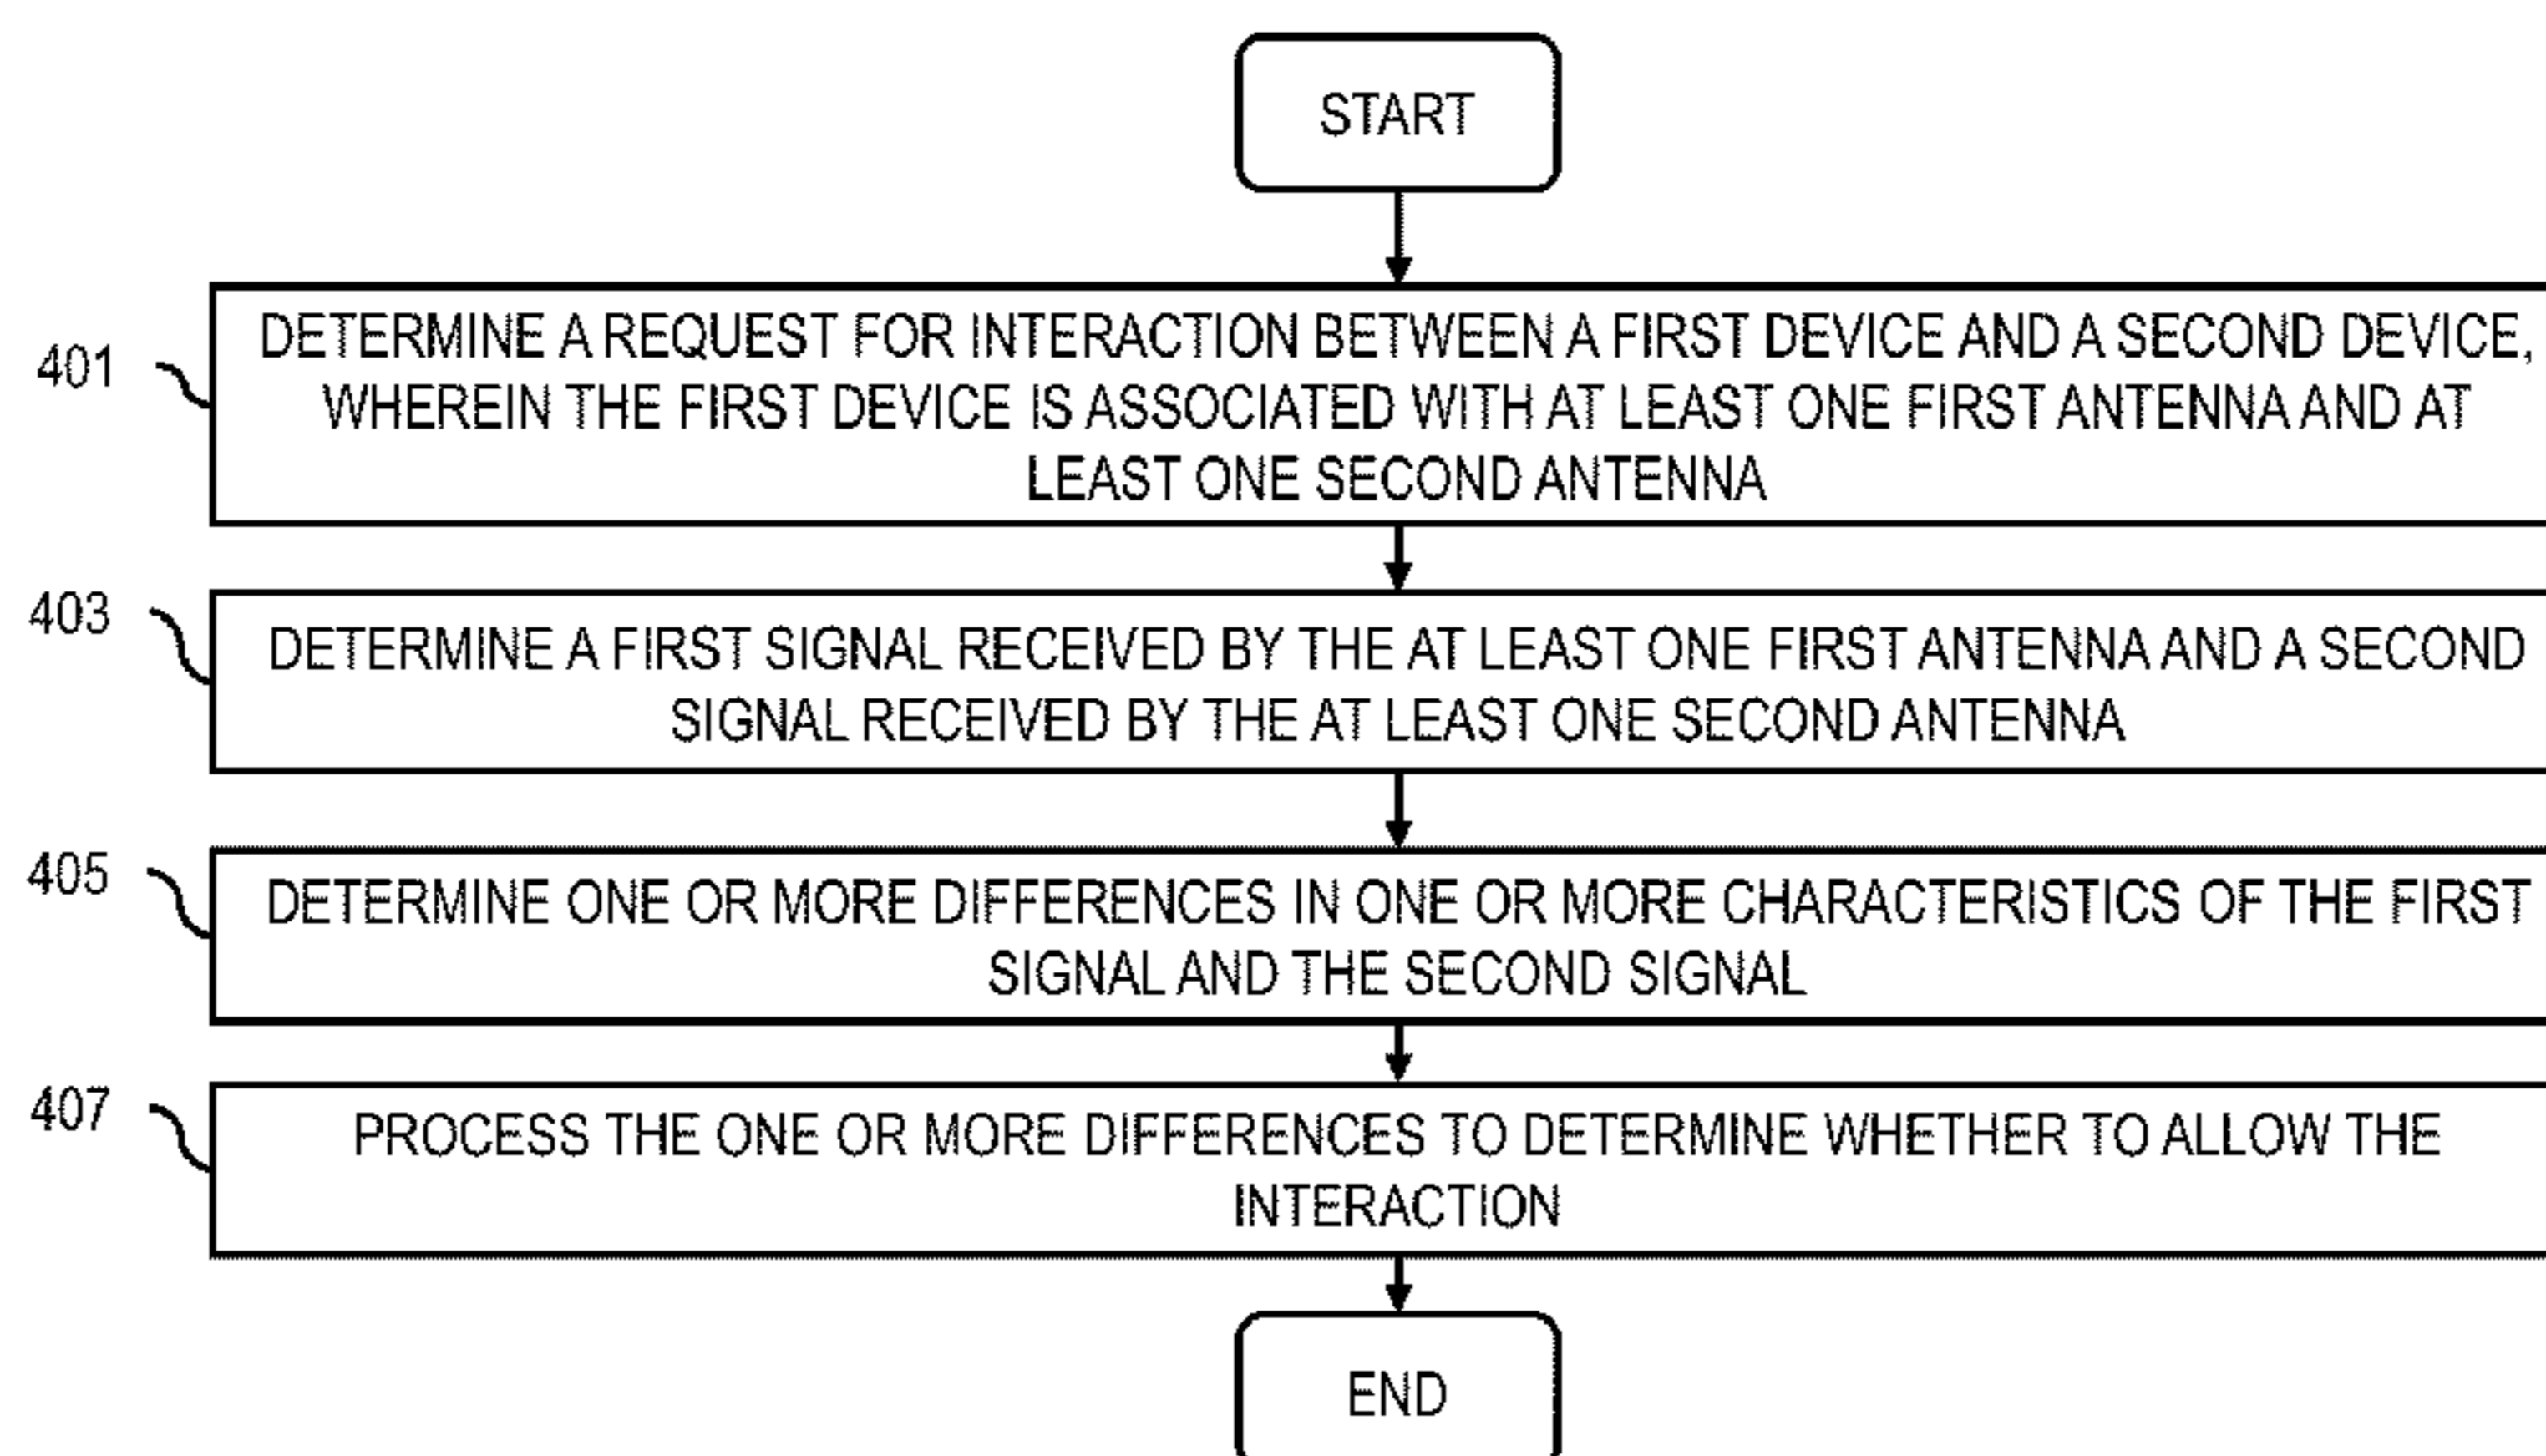 START
401
DETERMINE A REQUEST FOR INTERACTION BETWEEN A FIRST DEVICE AND A SECOND DEVICE,
WHEREIN THE FIRST DEVICE IS ASSOCIATED WITH AT LEAST ONE FIRST ANTENNA AND AT
LEAST ONE SECOND ANTENNA
403
DETERMINE A FIRST SIGNAL RECEIVED BY THE AT LEAST ONE FIRST ANTENNA AND A SECOND
SIGNAL RECEIVED BY THE AT LEAST ONE SECOND ANTENNA
405
DETERMINE ONE OR MORE DIFFERENCES IN ONE OR MORE CHARACTERISTICS OF THE FIRST
SIGNAL AND THE SECOND SIGNAL
407
PROCESS THE ONE OR MORE DIFFERENCES TO DETERMINE WHETHER TO ALLOW THE
INTERACTION
END